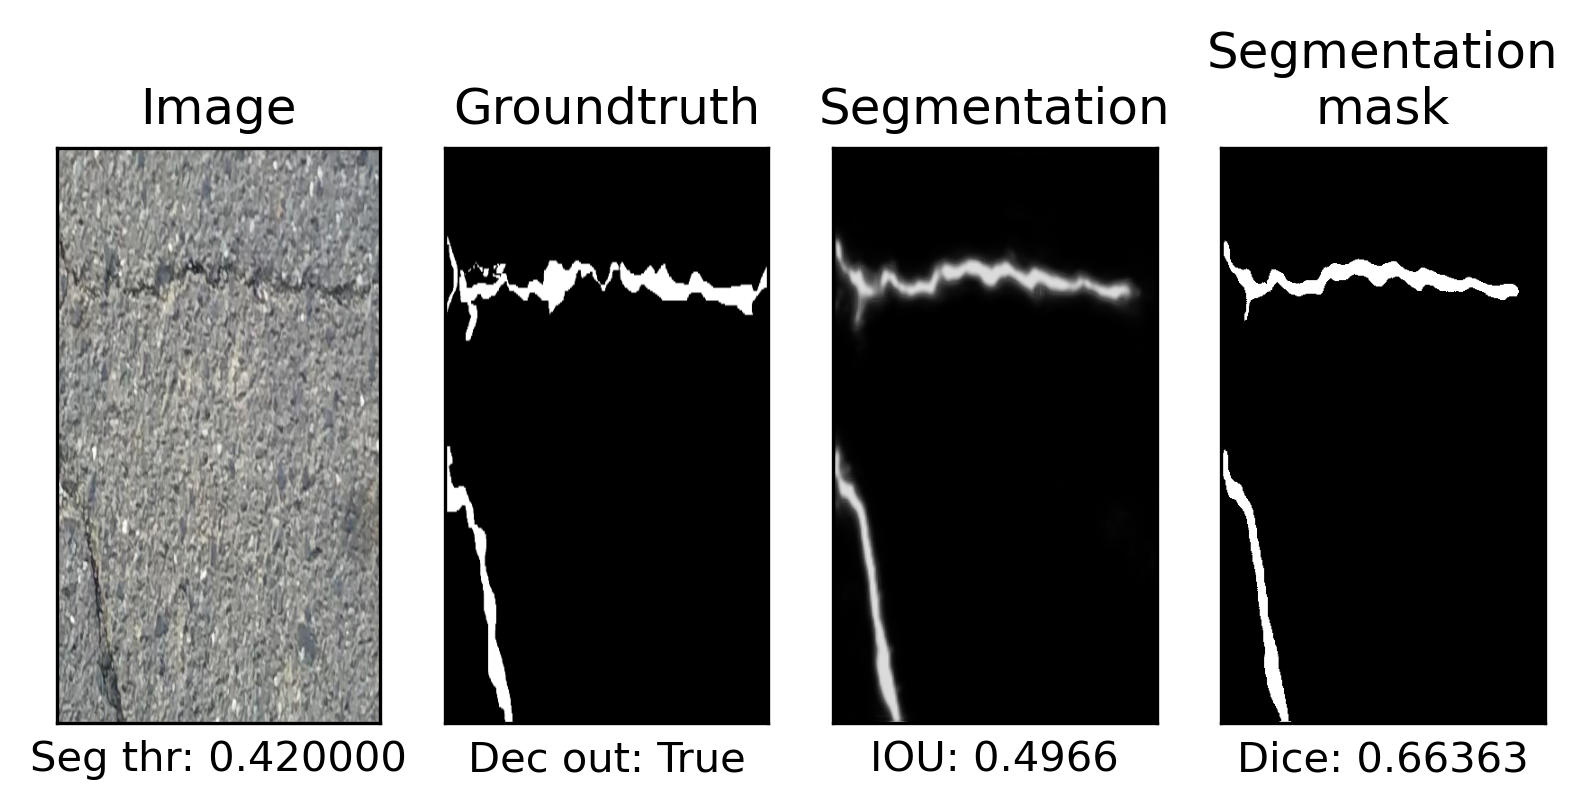 Image
Groundtruth
Segmentation
Segmentation
mask
Seg thr: 0.420000
Dec out: True
IOU: 0.4966
Dice: 0.66363